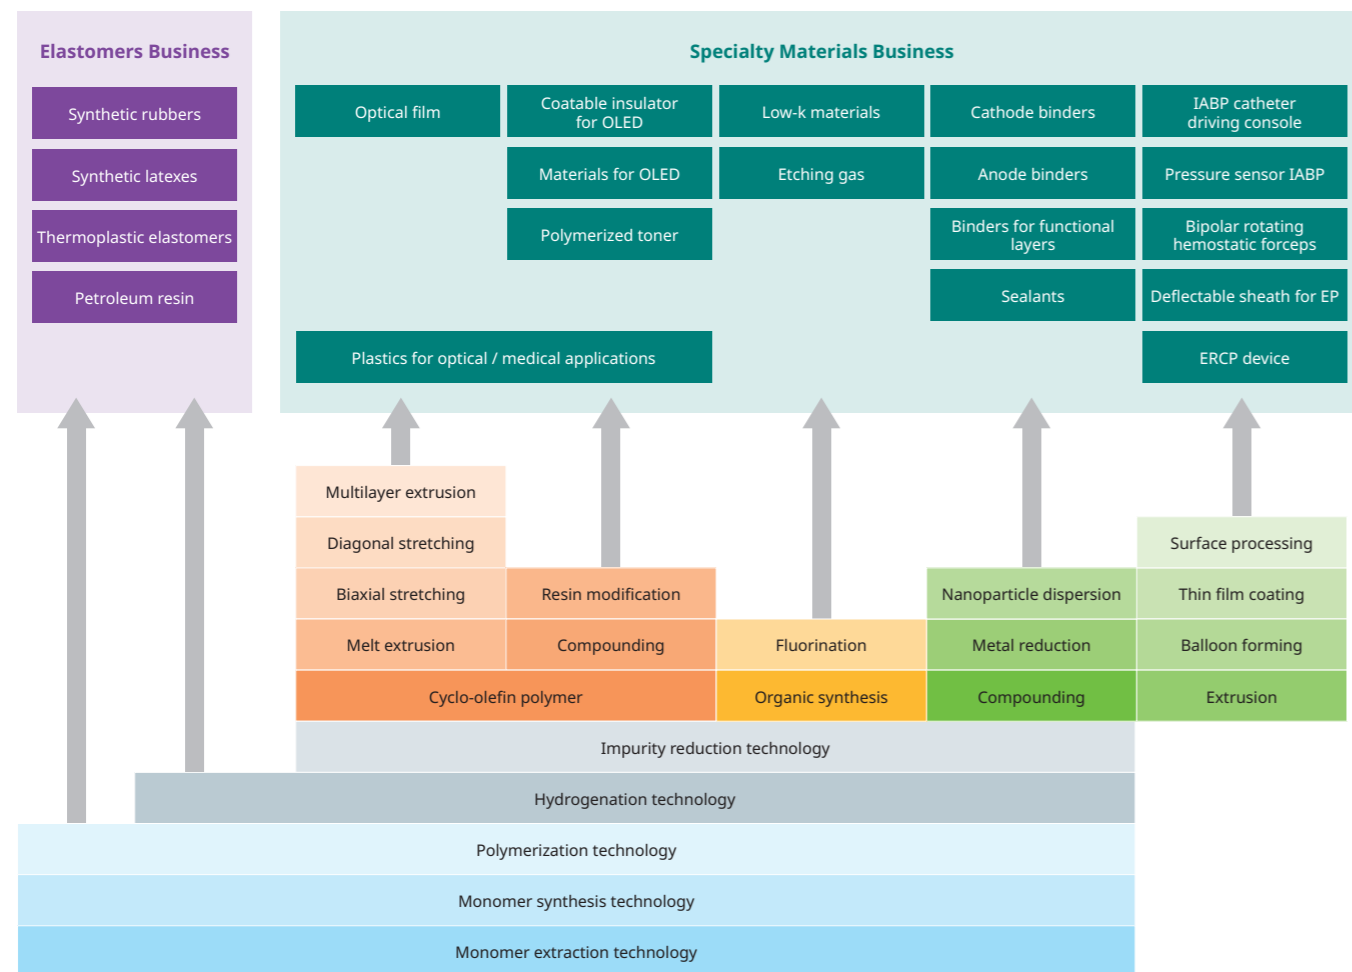 Elastomers Business
Synthetic rubbers
Synthetic latexes
Thermoplastic elastomers
Petroleum resin
Specialty Materials Business
Optical film
Coatable insulator
for OLED
Low-k materials
Cathode binders
IABP catheter
driving console
Materials for OLED
Etching gas
Anode binders
Pressure sensor IABP
Polymerized toner
Binders for functional
layers
Bipolar rotating
hemostatic forceps
Sealants
Deflectable sheath for EP
Plastics for optical / medical applications
ERCP device
Multilayer extrusion
Diagonal stretching
Surface processing
Biaxial stretching
Resin modification
Nanoparticle dispersion
Thin film coating
Melt extrusion
Compounding
Fluorination
Metal reduction
Balloon forming
Cyclo-olefin polymer
Organic synthesis
Compounding
Extrusion
Impurity reduction technology
Hydrogenation technology
Polymerization technology
Monomer synthesis technology
Monomer extraction technology